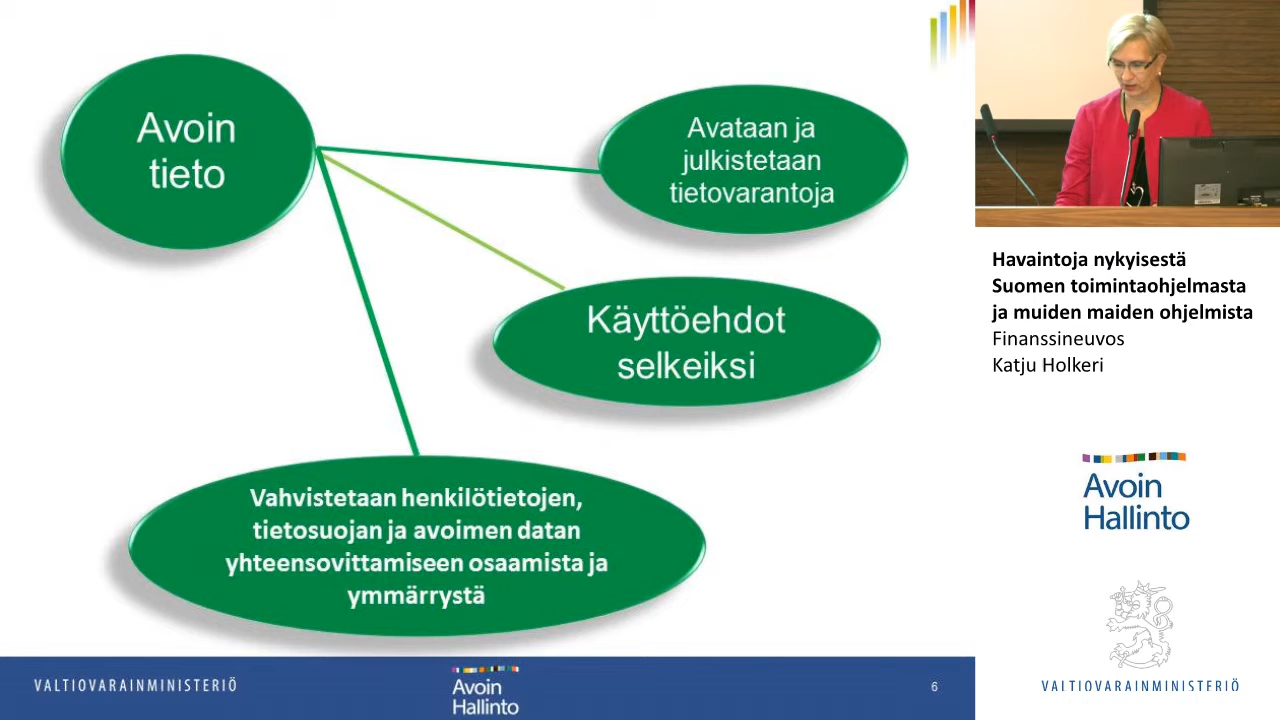 Avoin
tieto
Avataan ja
julkistetaan
tietovarantoja
Käyttöehdot
selkeiksi
Vahvistetaan henkilötietojen,
tietosuojan ja avoimen datan
yhteensovittamiseen osaamista ja
ymmärrystä
VALTIOVARAINMINISTERIÖ
Avoin
Hallinto
6
Havaintoja nykyisestä
Suomen toimintaohjelmasta
ja muiden maiden ohjelmista
Finanssineuvos
Katju Holkeri
Avoin
Hallinto
VALTIOVARAINMINISTERIÖ